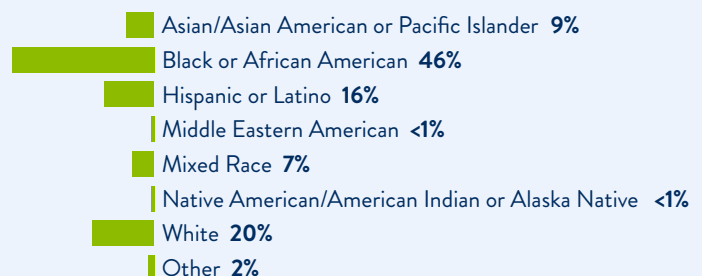 Asian/Asian American or Pacific Islander 9%
Black or African American 46%
Hispanic or Latino 16%
Middle Eastern American <1%
Mixed Race 7%
Native American/American Indian or Alaska Native <1%
White 20%
Other 2%